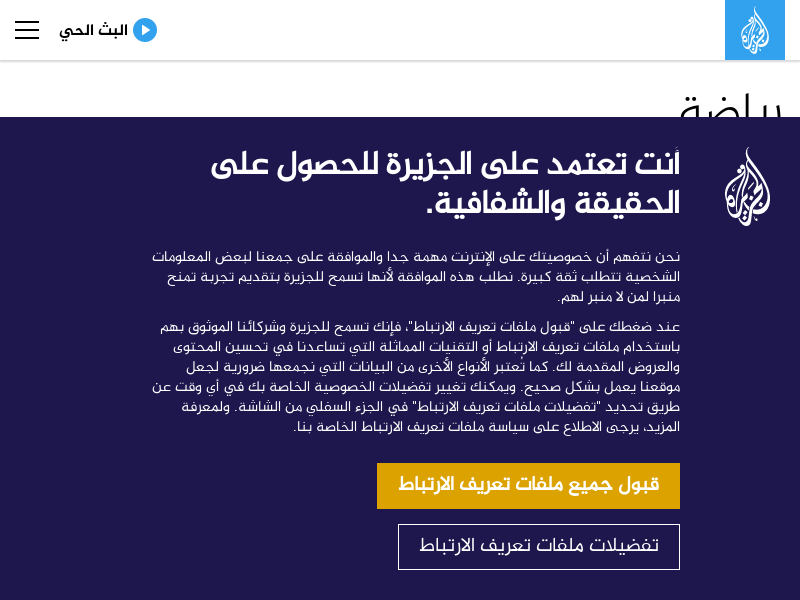 البث الحي
رياضة
أنت تعتمد على الجزيرة للحصول على
الحقيقة والشفافية.
نحن نتفهم أن خصوصيتك على الإنترنت مهمة جدا والموافقة على جمعنا لبعض المعلومات
الشخصية تتطلب ثقة كبيرة. نطلب هذه الموافقة لأنها تسمح للجزيرة بتقديم تجربة تمنح
منبرا لمن لا منبر لهم.
عند ضغطك على "قبول ملفات تعريف الارتباط"، فإنك تسمح للجزيرة وشركائنا الموثوق بهم
باستخدام ملفات تعريف الارتباط أو التقنيات المماثلة التي تساعدنا في تحسين المحتوى
والعروض المقدمة لك. كما تُعتبر الأنواع الأخرى من البيانات التي نجمعها ضرورية لجعل
موقعنا يعمل بشكل صحيح. ويمكنك تغيير تفضيلات الخصوصية الخاصة بك في أي وقت عن
طريق تحديد "تفضيلات ملفات تعريف الارتباط" في الجزء السفلي من الشاشة. ولمعرفة
المزيد، يرجى الاطلاع على سياسة ملفات تعريف الارتباط الخاصة بنا.
قبول جميع ملفات تعريف الارتباط
تفضيلات ملفات تعريف الارتباط